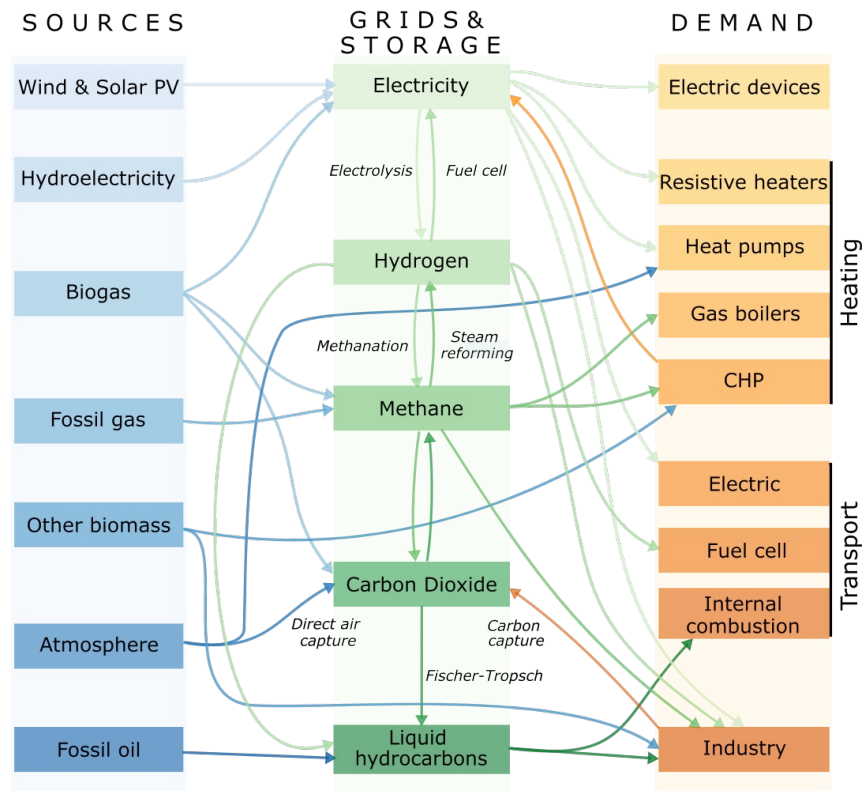 SOURCES
GRIDS &
STORAGE
DEMAND
Wind & Solar PV
Hydroelectricity
Biogas
Fossil gas
Other biomass
Atmosphere
Fossil oil
Electricity
Electrolysis
Fuel cell
Hydrogen
Methanation
Steam
reforming
Methane
Carbon Dioxide
Direct air
capture
Carbon
capture
Fischer-Tropsch
Liquid
hydrocarbons
Electric devices
Resistive heaters
Heat pumps
Gas boilers
CHP
Heating
Electric
Fuel cell
Internal
combustion
Transport
Industry